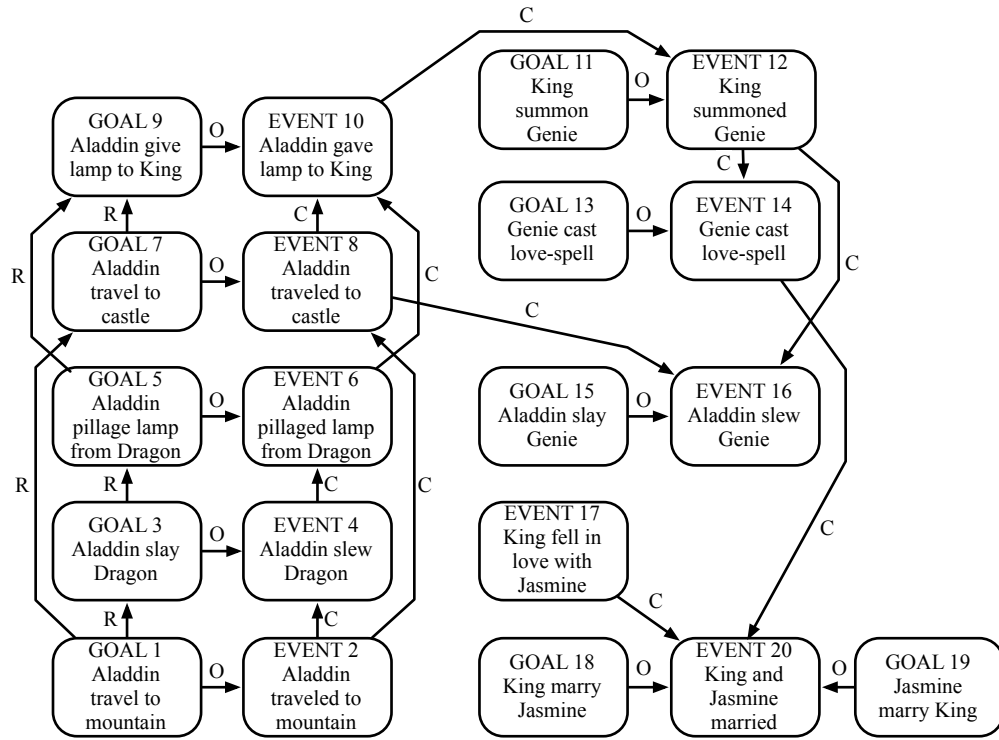 C
GOAL 11
King
summon
Genie
O
EVENT 12
King
summoned
Genie
GOAL 9
Aladdin give
lamp to King
O
EVENT 10
Aladdin gave
lamp to King
C
R
C
GOAL 13
Genie cast
love-spell
O
EVENT 14
Genie cast
love-spell
GOAL 7
Aladdin
travel to
castle
O
EVENT 8
Aladdin
traveled to
castle
R
C
C
C
GOAL 5
Aladdin
pillage lamp
from Dragon
O
EVENT 6
Aladdin
pillaged lamp
from Dragon
GOAL 15
Aladdin slay
Genie
O
EVENT 16
Aladdin slew
Genie
R
R
C
C
GOAL 3
Aladdin slay
Dragon
O
EVENT 4
Aladdin slew
Dragon
EVENT 17
King fell in
love with
Jasmine
C
C
R
C
GOAL 1
Aladdin
travel to
mountain
O
EVENT 2
Aladdin
traveled to
mountain
GOAL 18
King marry
Jasmine
O
EVENT 20
King and
Jasmine
married
O
GOAL 19
Jasmine
marry King